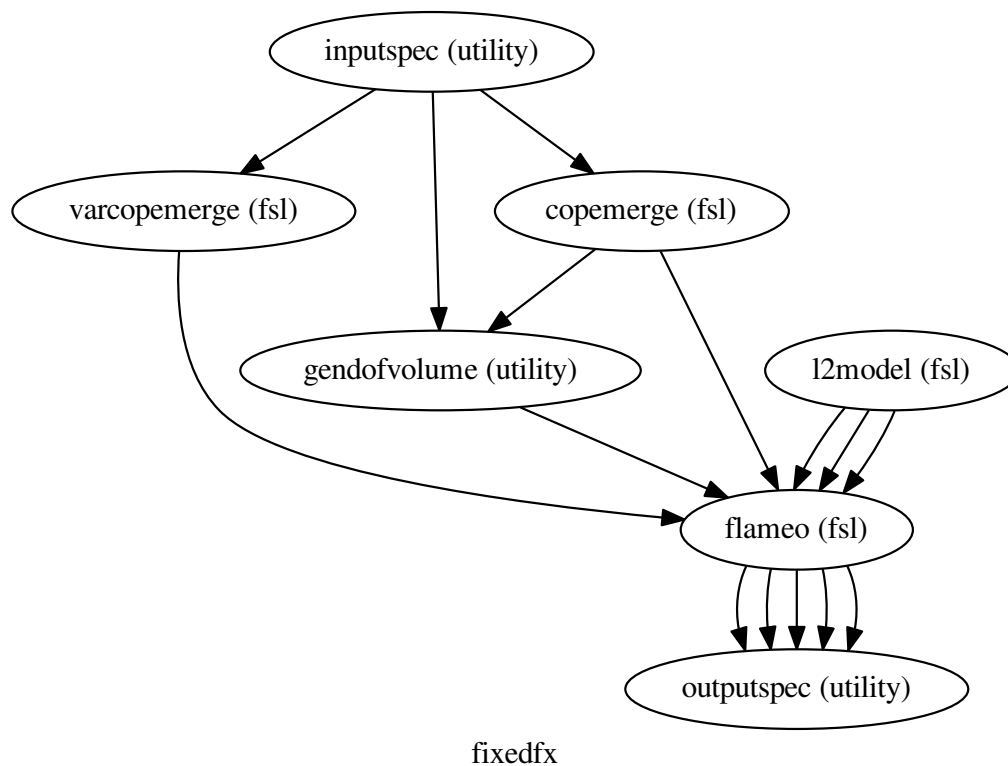 inputspec (utility)
varcopemerge (fsl)
copemerge (fsl)
gendofvolume (utility)
l2model (fsl)
flameo (fsl)
outputspec (utility)
fixedfx